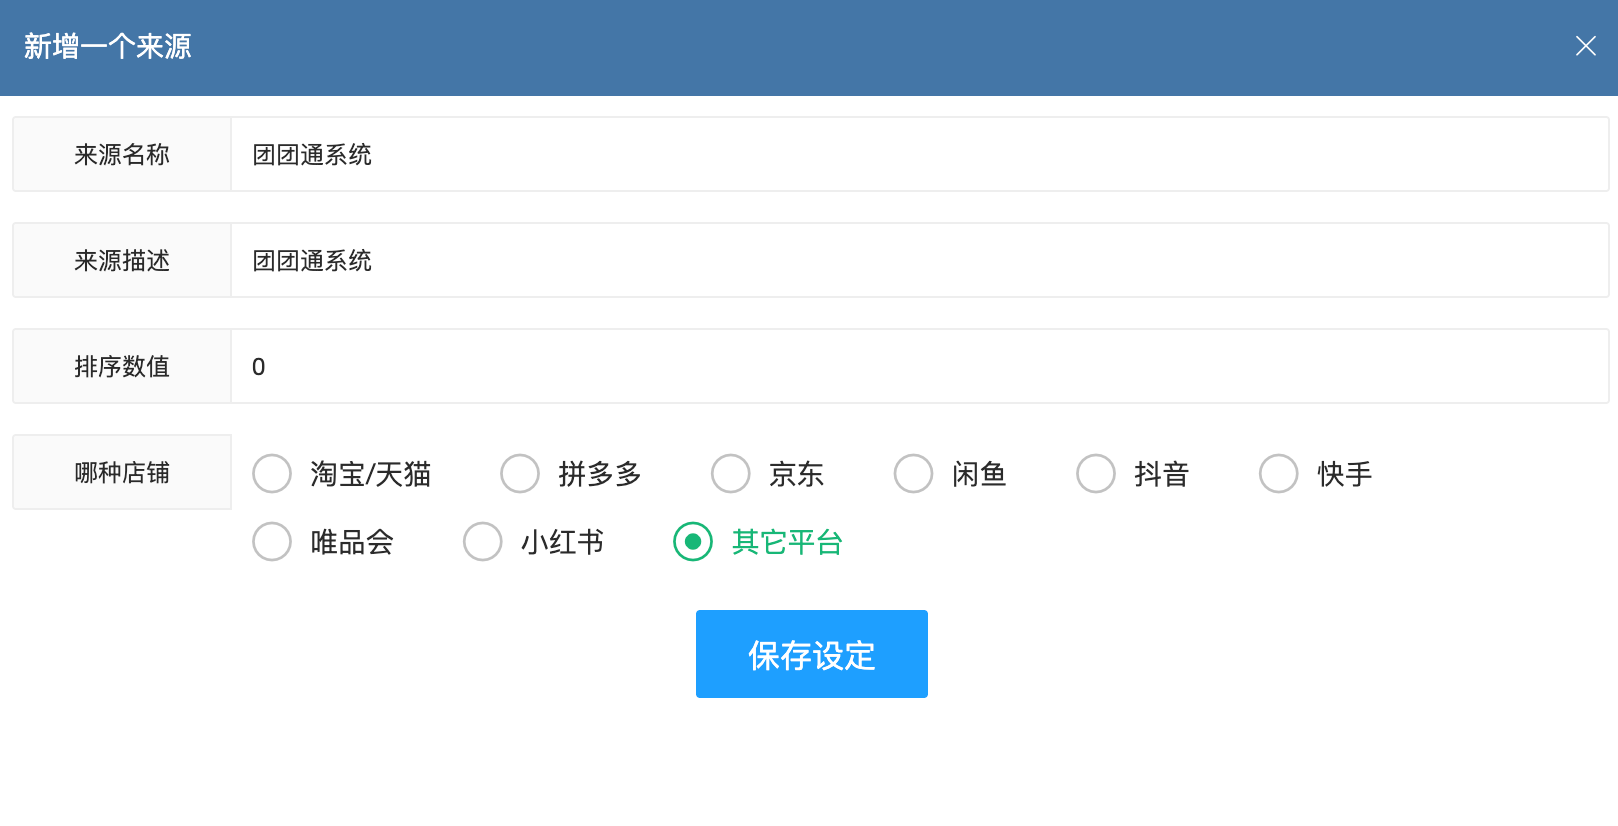 新增一个来源
来源名称 团团通系统
来源描述 团团通系统
排序数值 0
哪种店铺 淘宝/天猫 拼多多 京东 闲鱼 抖音 快手
唯品会 小红书 其它平台
保存设定